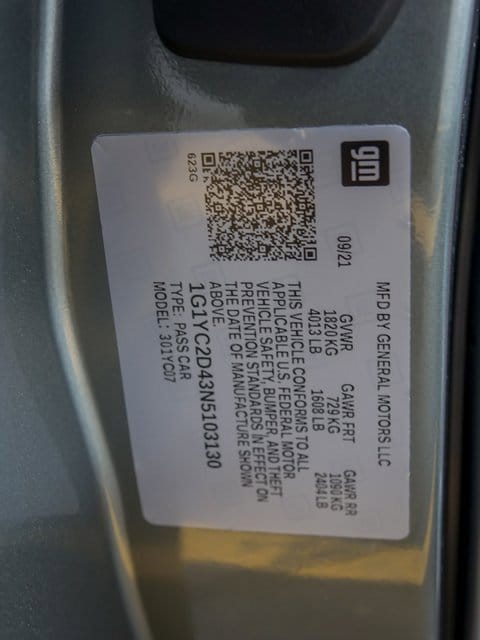 gm
09/21
MFD BY GENERAL MOTORS LLC
GVWR GAWR FRT GAWR RR
1820 KG 729 KG 1090 KG
4013 LB 1608 LB 2404 LB
THIS VEHICLE CONFORMS TO ALL
APPLICABLE U.S. FEDERAL MOTOR
VEHICLE SAFETY, BUMPER, AND THEFT
PREVENTION STANDARDS IN EFFECT ON
THE DATE OF MANUFACTURE SHOWN
ABOVE.
1G1YC2D43N5103130
TYPE: PASS CAR
MODEL: 301YC07
623G